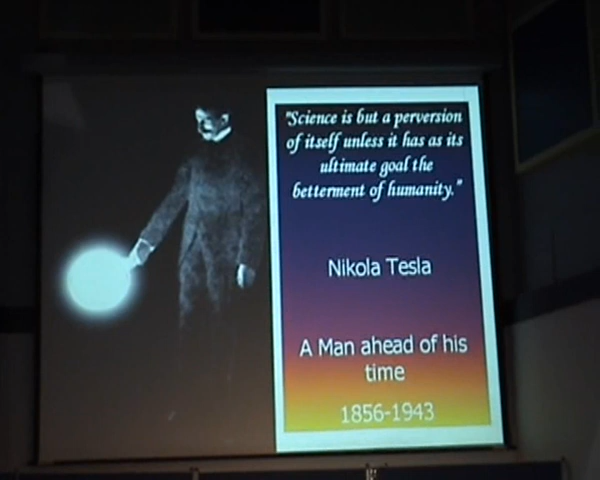 "Science is but a perversion
of itself unless it has as its
ultimate goal the
betterment of humanity."
Nikola Tesla
A Man ahead of his
time
1856-1943